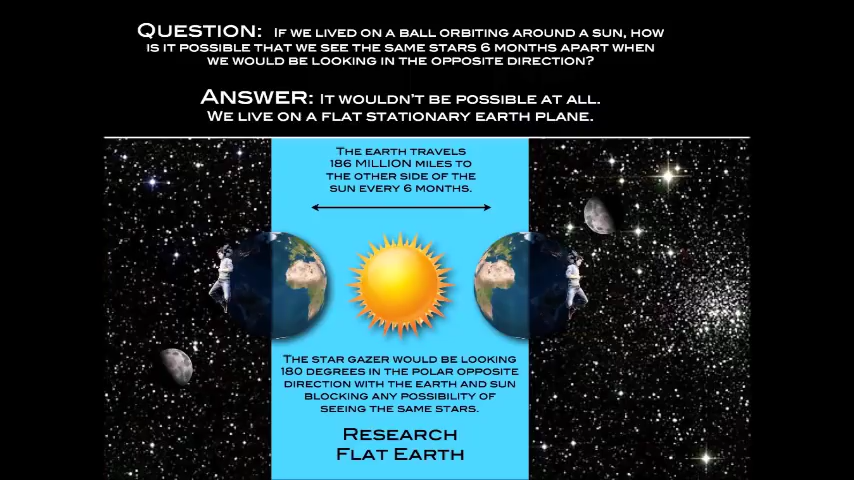 QUESTION: IF WE LIVED ON A BALL ORBITING AROUND A SUN, HOW
IS IT POSSIBLE THAT WE SEE THE SAME STARS 6 MONTHS APART WHEN
WE WOULD BE LOOKING IN THE OPPOSITE DIRECTION?
ANSWER: IT WOULDN'T BE POSSIBLE AT ALL.
WE LIVE ON A FLAT STATIONARY EARTH PLANE.
THE EARTH TRAVELS
186 MILLION MILES TO
THE OTHER SIDE OF THE
SUN EVERY 6 MONTHS.
THE STAR GAZER WOULD BE LOOKING
180 DEGREES IN THE POLAR OPPOSITE
DIRECTION WITH THE EARTH AND SUN
BLOCKING ANY POSSIBILITY OF
SEEING THE SAME STARS.
RESEARCH
FLAT EARTH